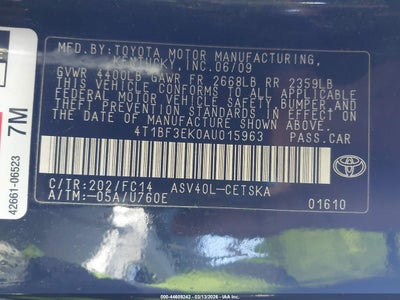 MFD. BY: TOYOTA MOTOR MANUFACTURING,
KENTUCKY, INC. 06/09
GVWR 4400LB GAWR FR 2668LB RR 2359LB
THIS VEHICLE CONFORMS TO ALL APPLICABLE
FEDERAL MOTOR VEHICLE SAFETY, BUMPER, AND
THEFT PREVENTION STANDARDS IN EFFECT ON
THE DATE OF MANUFACTURE SHOWN ABOVE.
4T1BF3EK0AU015963 PASS.CAR
C/TR:202/FC14 ASV40L-CETSKA
A/TM:-05A/U760E
TOYOTA
01610
42661-06523
7M
000-44609242 - 03/13/2026 - IAA Inc.